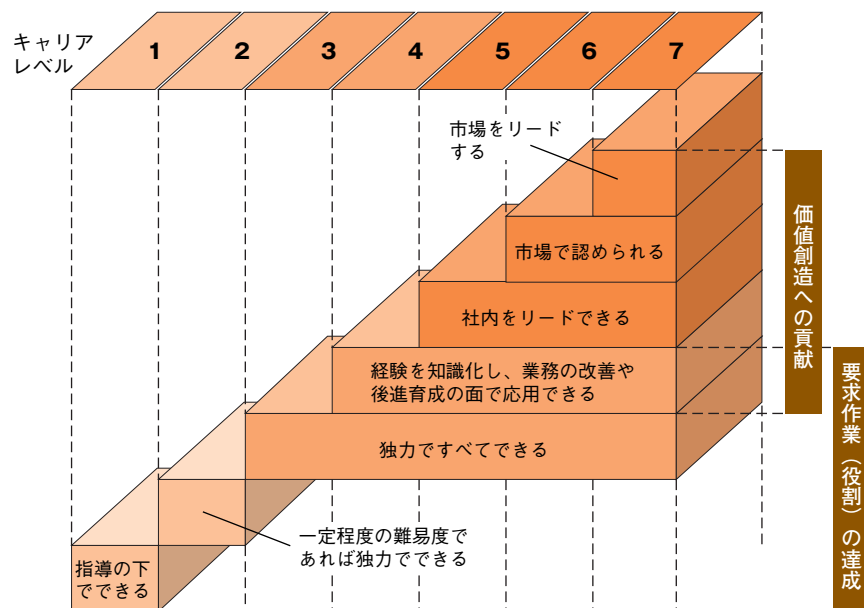 キャリア
レベル
1 2 3 4 5 6 7
市場をリード
する
市場で認められる
社内をリードできる
経験を知識化し、業務の改善や
後進育成の面で応用できる
独力ですべてできる
一定程度の難易度で
あれば独力でできる
指導の下
でできる
価値創造への貢献
要求作業（役割）の達成